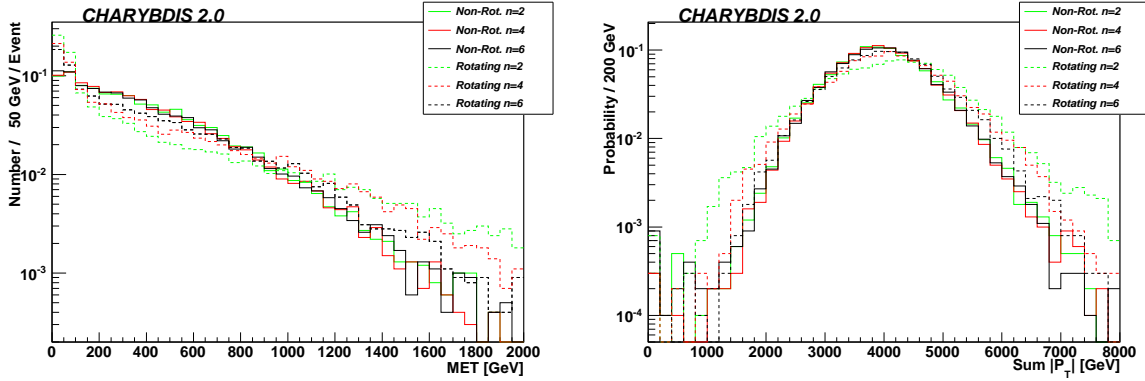 CHARYBDIS 2.0
Number / 50 GeV / Event
10⁻¹
10⁻²
10⁻³
0 200 400 600 800 1000 1200 1400 1600 1800 2000
MET [GeV]
Non-Rot. n=2
Non-Rot. n=4
Non-Rot. n=6
Rotating n=2
Rotating n=4
Rotating n=6
CHARYBDIS 2.0
Probability / 200 GeV
10⁻¹
10⁻²
10⁻³
10⁻⁴
0 1000 2000 3000 4000 5000 6000 7000 8000
Sum |P_T| [GeV]
Non-Rot. n=2
Non-Rot. n=4
Non-Rot. n=6
Rotating n=2
Rotating n=4
Rotating n=6